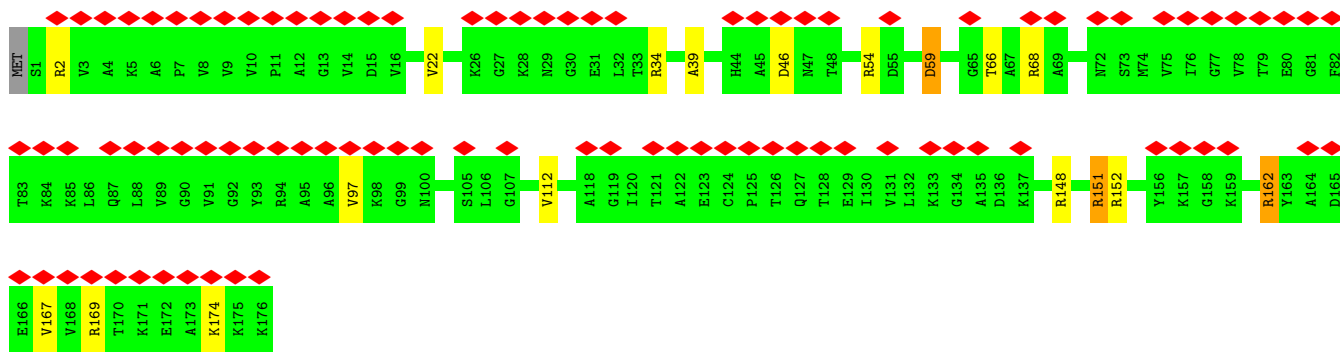 MET S1 R2 V3 A4 K5 A6 P7 V8 V9 V10 P11 A12 G13 V14 D15 V16 V22 K26 G27 K28 N29 G30 E31 L32 T33 R34 A39 H44 A45 D46 N47 T48 R54 D55 D59 G65 T66 A67 R68 A69 N72 S73 M74 V75 I76 G77 V78 T79 E80 G81 F82
T83 K84 K85 L86 Q87 L88 V89 G90 V91 G92 Y93 R94 A95 A96 V97 K98 G99 N100 S105 L106 G107 V112 A118 G119 I120 T121 A122 E123 C124 P125 T126 Q127 T128 E129 I130 V131 L132 K133 G134 A135 D136 K137 R148 R151 R152 Y156 K157 G158 K159 R162 Y163 A164 D165
E166 V167 V168 R169 T170 K171 E172 A173 K174 K175 K176